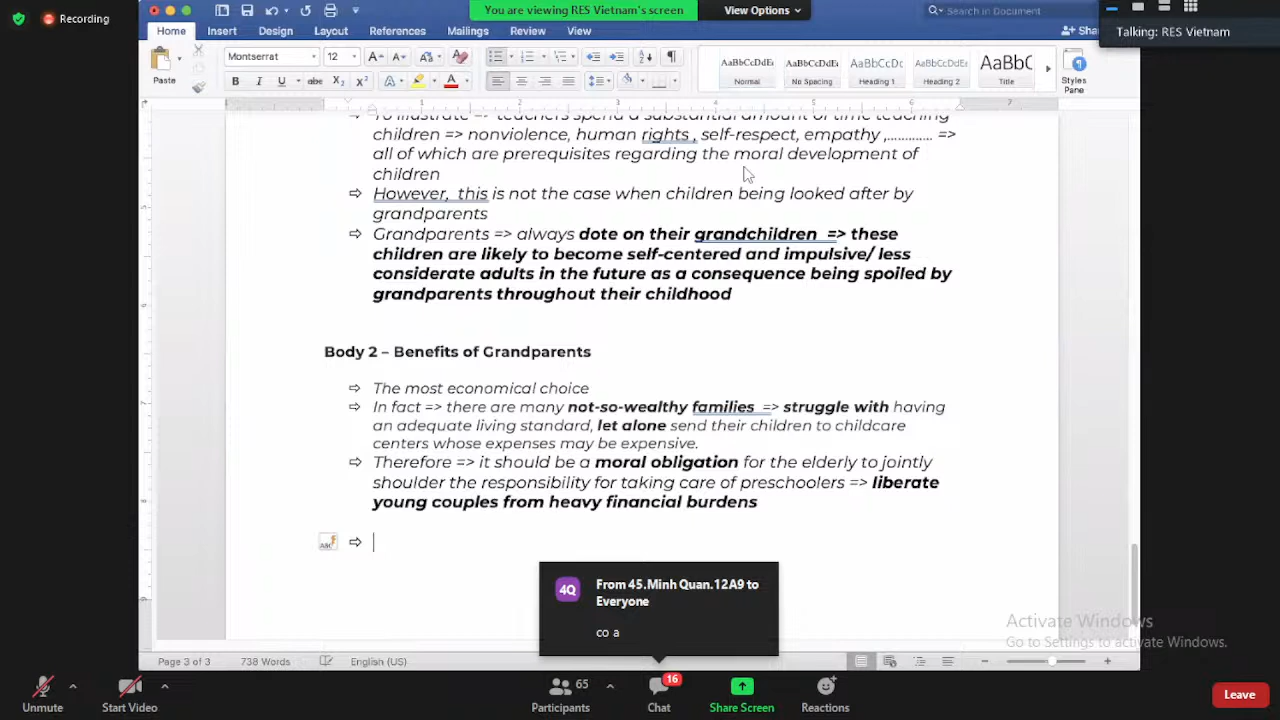 Recording
You are viewing RES Vietnam's screen
View Options
Search in Document
Talking: RES Vietnam
Home
Insert
Design
Layout
References
Mailings
Review
View
Sha
Paste
Montserrat
12
Normal
No Spacing
Heading 1
Heading 2
Title
Styles Pane
To illustrate => teachers spend a substantial amount of time teaching
children => nonviolence, human rights , self-respect, empathy ,............. =>
all of which are prerequisites regarding the moral development of
children
However, this is not the case when children being looked after by
grandparents
Grandparents => always dote on their grandchildren => these
children are likely to become self-centered and impulsive/ less
considerate adults in the future as a consequence being spoiled by
grandparents throughout their childhood
Body 2 – Benefits of Grandparents
The most economical choice
In fact => there are many not-so-wealthy families => struggle with having
an adequate living standard, let alone send their children to childcare
centers whose expenses may be expensive.
Therefore => it should be a moral obligation for the elderly to jointly
shoulder the responsibility for taking care of preschoolers => liberate
young couples from heavy financial burdens
4Q
From 45.Minh Quan.12A9 to
Everyone
co a
Activate Windows
Go to Settings to activate Windows.
Page 3 of 3
738 Words
English (US)
Unmute
Start Video
65
Participants
16
Chat
Share Screen
Reactions
Leave